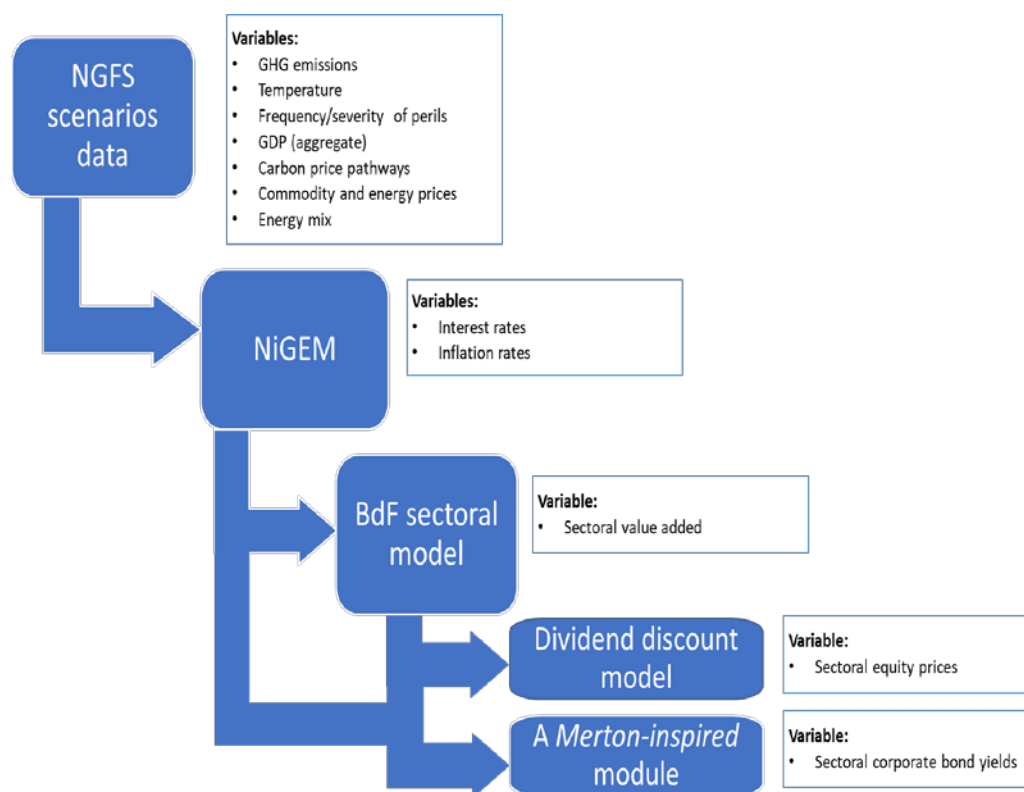 NGFS
scenarios
data
Variables:
• GHG emissions
• Temperature
• Frequency/severity of perils
• GDP (aggregate)
• Carbon price pathways
• Commodity and energy prices
• Energy mix
NiGEM
Variables:
• Interest rates
• Inflation rates
BdF sectoral
model
Variable:
• Sectoral value added
Dividend discount
model
Variable:
• Sectoral equity prices
A Merton-inspired
module
Variable:
• Sectoral corporate bond yields